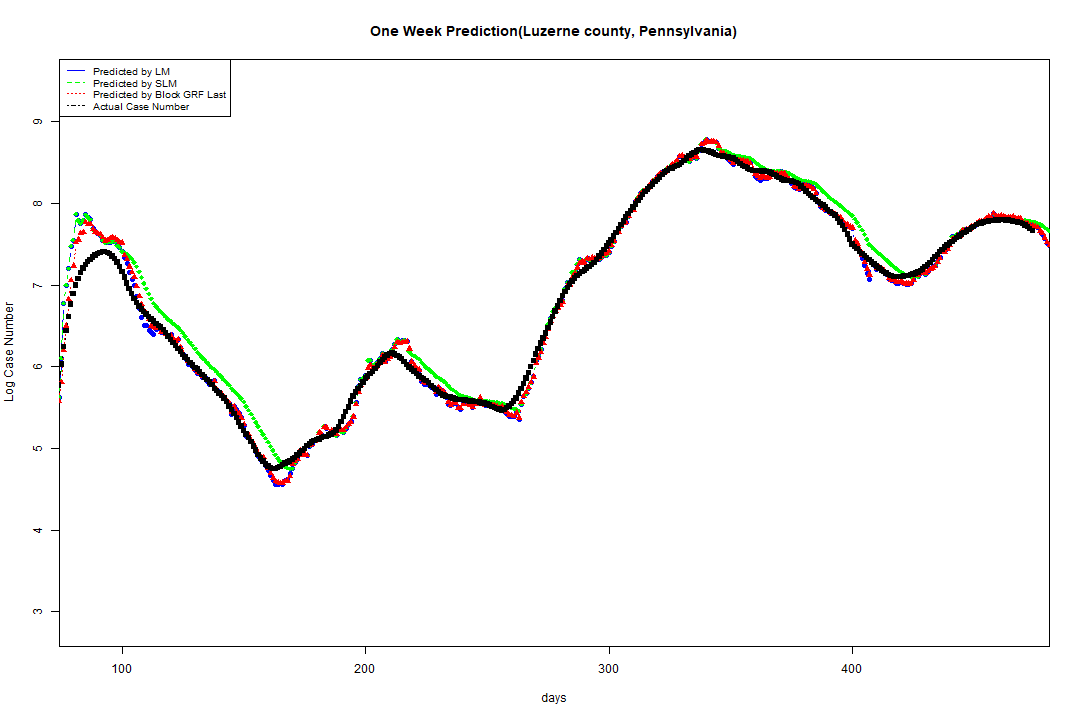 One Week Prediction(Luzerne county, Pennsylvania)
Predicted by LM
Predicted by SLM
Predicted by Block GRF Last
Actual Case Number
9
8
7
6
5
4
3
Log Case Number
100 200 300 400
days